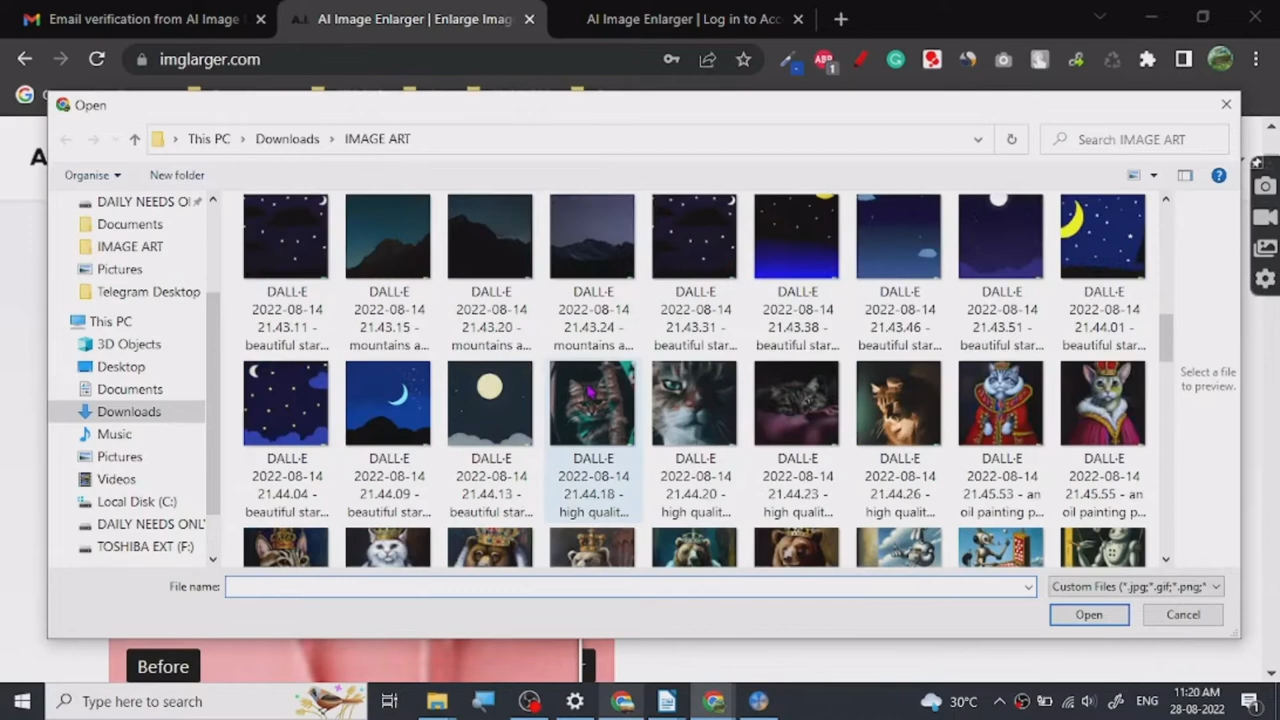 Email verification from AI Image
AI Image Enlarger | Enlarge Imag
AI Image Enlarger | Log in to Acc
imglarger.com
Open
This PC > Downloads > IMAGE ART
Search IMAGE ART
Organise
New folder
DAILY NEEDS O
Documents
IMAGE ART
Pictures
Telegram Desktop
This PC
3D Objects
Desktop
Documents
Downloads
Music
Pictures
Videos
Local Disk (C:)
DAILY NEEDS ONLY
TOSHIBA EXT (F:)
DALL·E
2022-08-14
21.43.11 -
beautiful star...
DALL·E
2022-08-14
21.43.15 -
mountains a...
DALL·E
2022-08-14
21.43.20 -
mountains a...
DALL·E
2022-08-14
21.43.24 -
mountains a...
DALL·E
2022-08-14
21.43.31 -
beautiful star...
DALL·E
2022-08-14
21.43.38 -
beautiful star...
DALL·E
2022-08-14
21.43.46 -
beautiful star...
DALL·E
2022-08-14
21.43.51 -
beautiful star...
DALL·E
2022-08-14
21.44.01 -
beautiful star...
DALL·E
2022-08-14
21.44.04 -
beautiful star...
DALL·E
2022-08-14
21.44.09 -
beautiful star...
DALL·E
2022-08-14
21.44.13 -
beautiful star...
DALL·E
2022-08-14
21.44.18 -
high qualit...
DALL·E
2022-08-14
21.44.20 -
high qualit...
DALL·E
2022-08-14
21.44.23 -
high qualit...
DALL·E
2022-08-14
21.44.26 -
high qualit...
DALL·E
2022-08-14
21.45.53 - an
oil painting p...
DALL·E
2022-08-14
21.45.55 - an
oil painting p...
Select a file
to preview.
File name:
Custom Files (*.jpg;*.gif;*.png;*
Open
Cancel
Before
Type here to search
30°C
ENG
11:20 AM
28-08-2022